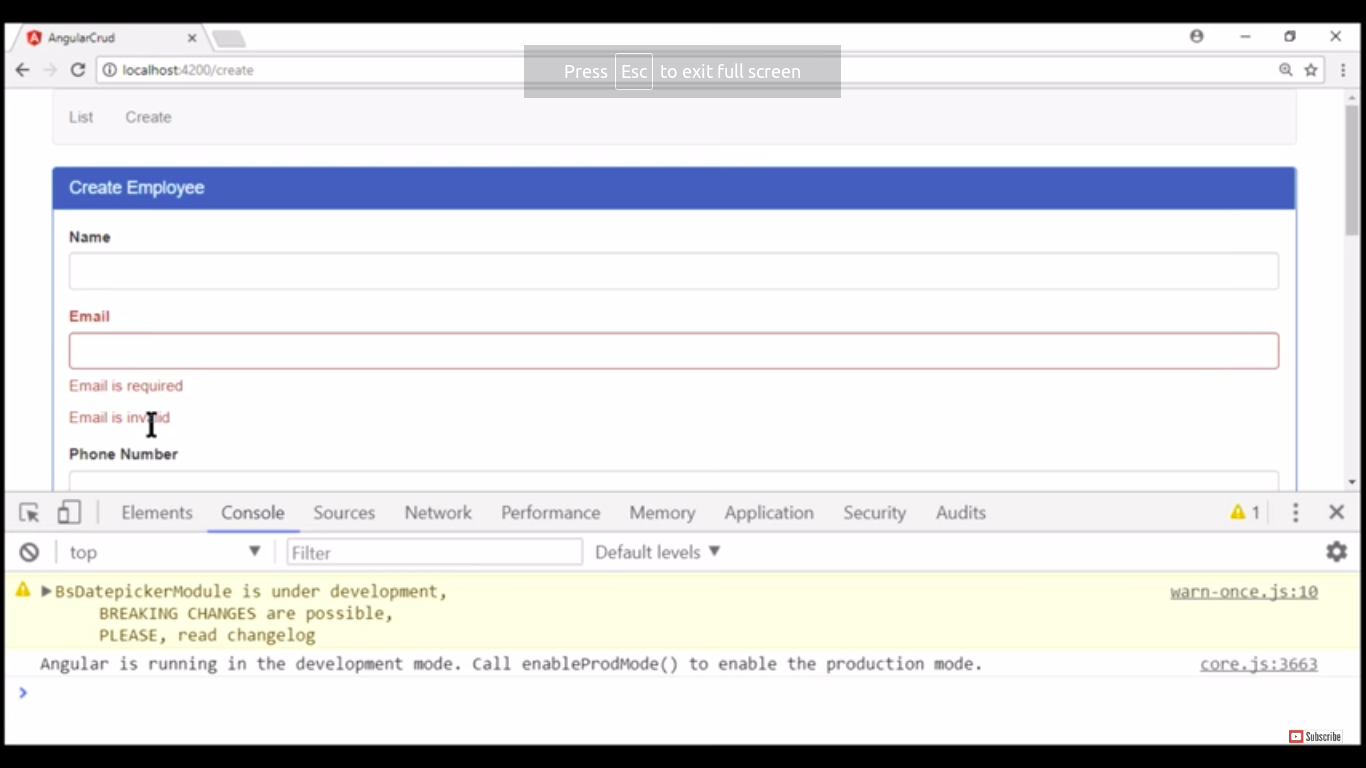 AngularCrud
localhost:4200/create
Press Esc to exit full screen
List Create
Create Employee
Name
Email
Email is required
Email is invalid
Phone Number
Elements Console Sources Network Performance Memory Application Security Audits 1
top Filter Default levels
BsDatepickerModule is under development, warn-once.js:10
BREAKING CHANGES are possible,
PLEASE, read changelog
Angular is running in the development mode. Call enableProdMode() to enable the production mode. core.js:3663
Subscribe